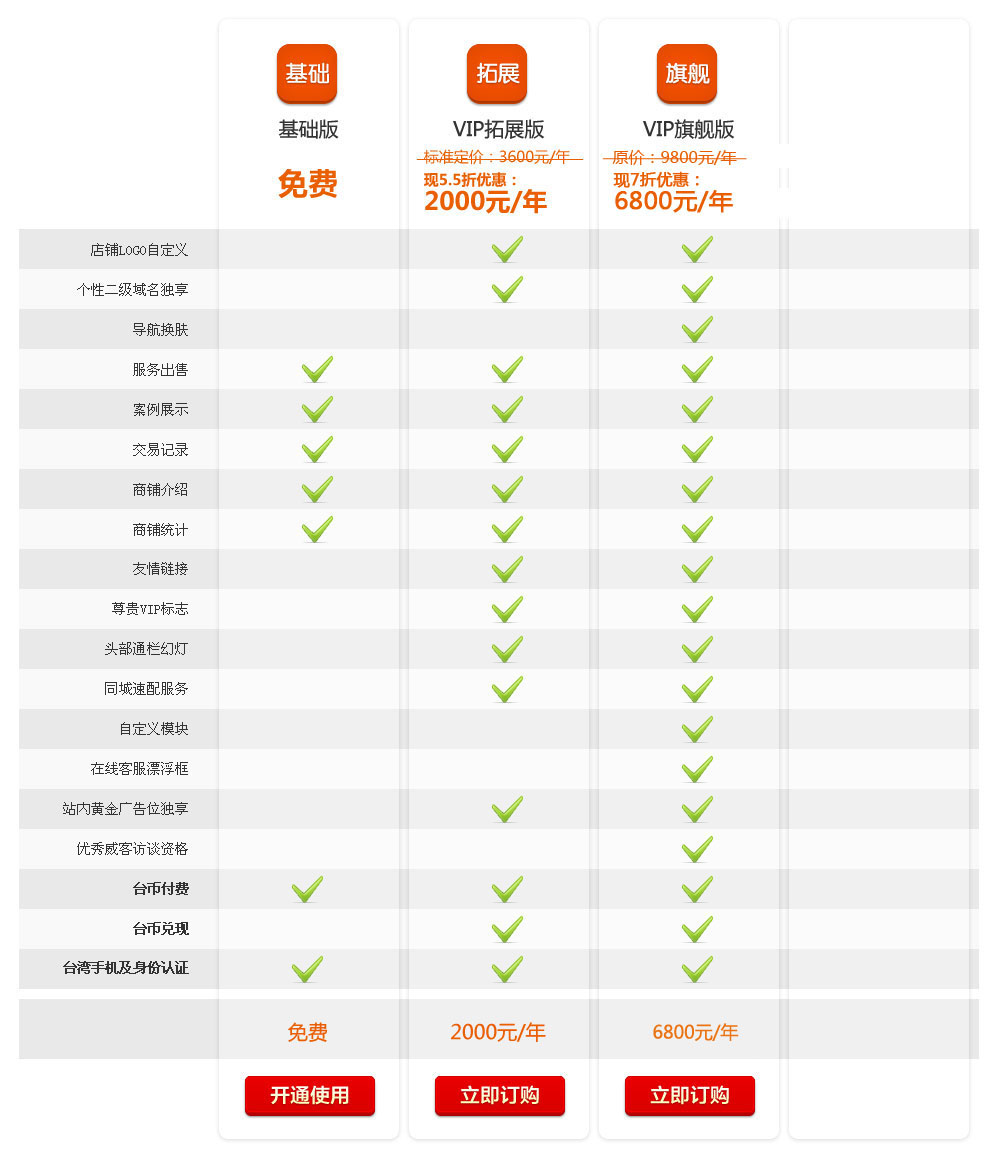 基础
拓展
旗舰
基础版
VIP拓展版
VIP旗舰版
免费
标准定价：3600元/年
现5.5折优惠：
2000元/年
原价：9800元/年
现7折优惠：
6800元/年
店铺LOGO自定义
个性二级域名独享
导航换肤
服务出售
案例展示
交易记录
商铺介绍
商铺统计
友情链接
尊贵VIP标志
头部通栏幻灯
同城速配服务
自定义模块
在线客服漂浮框
站内黄金广告位独享
优秀威客访谈资格
台币付费
台币兑现
台湾手机及身份认证
免费
2000元/年
6800元/年
开通使用
立即订购
立即订购